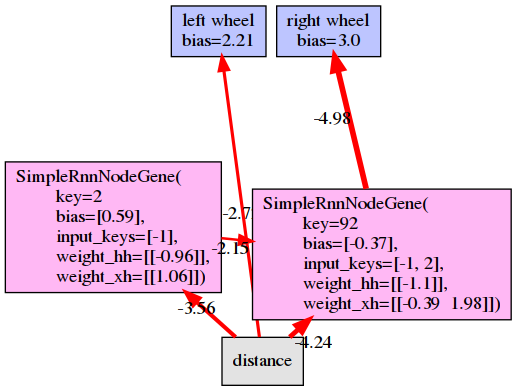 left wheel
bias=2.21
right wheel
bias=3.0
-4.98
SimpleRnnNodeGene(
key=2
bias=[0.59],
input_keys=[-1],
weight_hh=[[-0.96]],
weight_xh=[[1.06]])
-2.7
-2.15
SimpleRnnNodeGene(
key=92
bias=[-0.37],
input_keys=[-1, 2],
weight_hh=[[-1.1]],
weight_xh=[[-0.39  1.98]])
-3.56
-4.24
distance